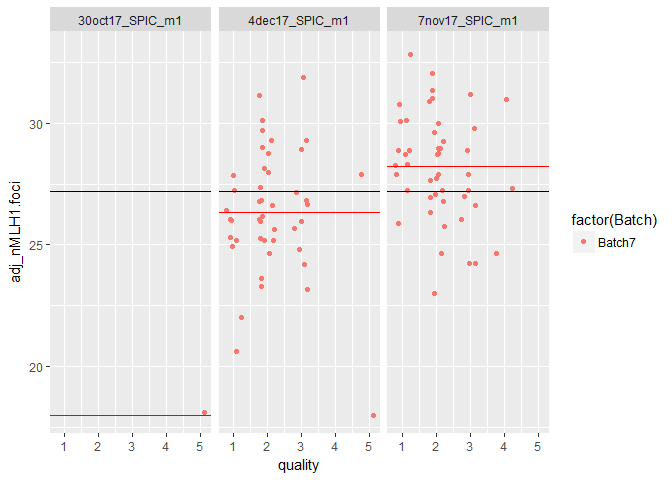 30oct17_SPIC_m1 4dec17_SPIC_m1 7nov17_SPIC_m1
30
25
20
adj_nMLH1.foci
1 2 3 4 5 1 2 3 4 5 1 2 3 4 5
quality
factor(Batch)
Batch7